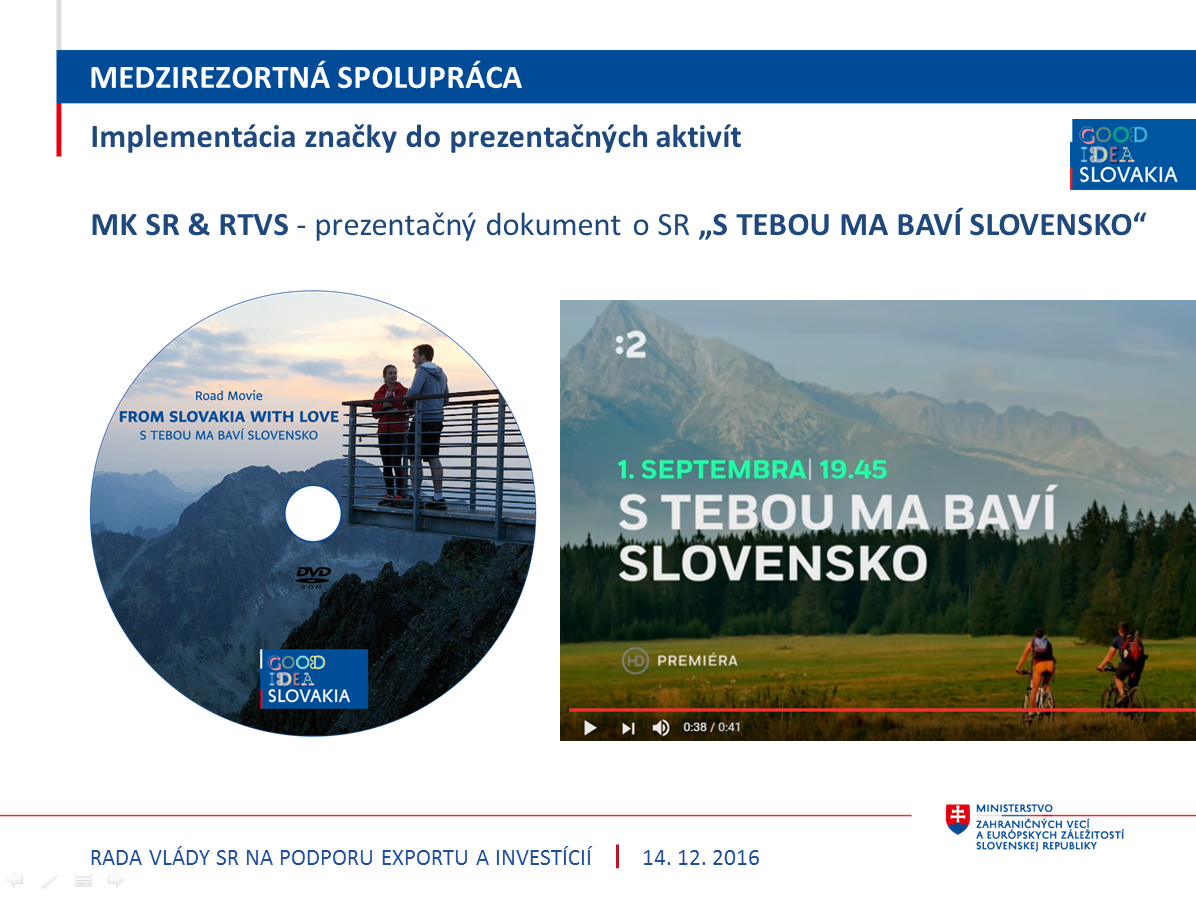 MEDZIREZORTNÁ SPOLUPRÁCA
Implementácia značky do prezentačných aktivít
GOOD
IDEA
SLOVAKIA
MK SR & RTVS - prezentačný dokument o SR „S TEBOU MA BAVÍ SLOVENSKO“
Road Movie
FROM SLOVAKIA WITH LOVE
S TEBOU MA BAVÍ SLOVENSKO
DVD
ROM
GOOD
IDEA
SLOVAKIA
:2
1. SEPTEMBRA| 19.45
S TEBOU MA BAVÍ
SLOVENSKO
HD PREMIÉRA
0:38 / 0:41
MINISTERSTVO
ZAHRANIČNÝCH VECÍ
A EURÓPSKYCH ZÁLEŽITOSTÍ
SLOVENSKEJ REPUBLIKY
RADA VLÁDY SR NA PODPORU EXPORTU A INVESTÍCIÍ | 14. 12. 2016